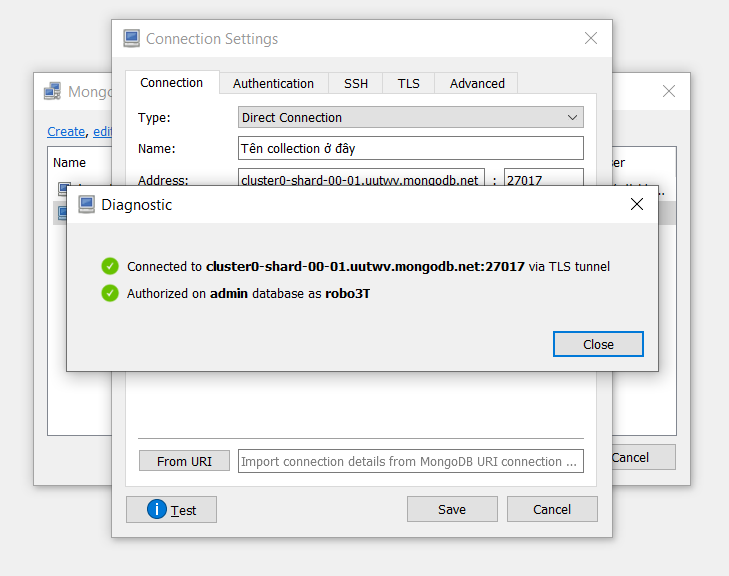 Connection Settings
Connection Authentication SSH TLS Advanced
Type: Direct Connection
Name: Tên collection ở đây
Address: cluster0-shard-00-01.uutwv.mongodb.net : 27017
Create,
Name
Diagnostic
Connected to cluster0-shard-00-01.uutwv.mongodb.net:27017 via TLS tunnel
Authorized on admin database as robo3T
Close
From URI Import connection details from MongoDB URI connection ...
Cancel
Test Save Cancel